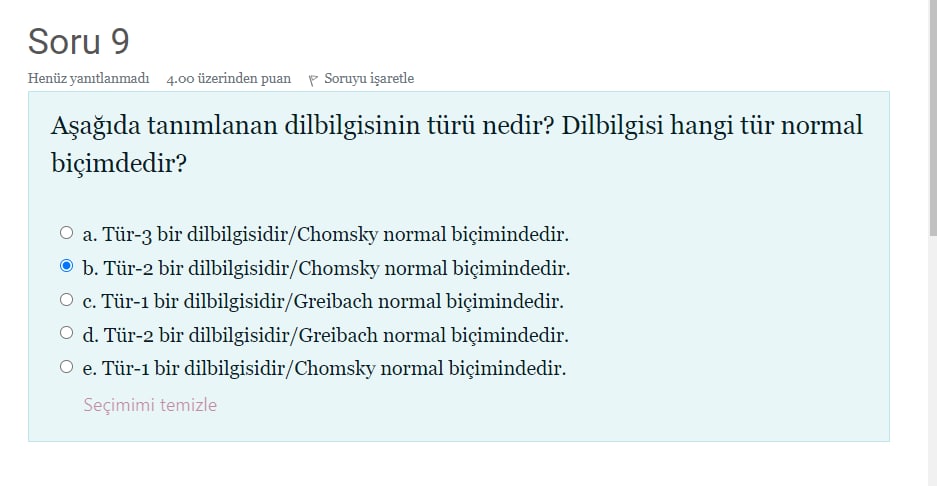 Soru 9
Henüz yanıtlanmadı 4.00 üzerinden puan Soruyu işaretle
Aşağıda tanımlanan dilbilgisinin türü nedir? Dilbilgisi hangi tür normal
biçimdedir?
a. Tür-3 bir dilbilgisidir/Chomsky normal biçimindedir.
b. Tür-2 bir dilbilgisidir/Chomsky normal biçimindedir.
c. Tür-1 bir dilbilgisidir/Greibach normal biçimindedir.
d. Tür-2 bir dilbilgisidir/Greibach normal biçimindedir.
e. Tür-1 bir dilbilgisidir/Chomsky normal biçimindedir.
Seçimimi temizle